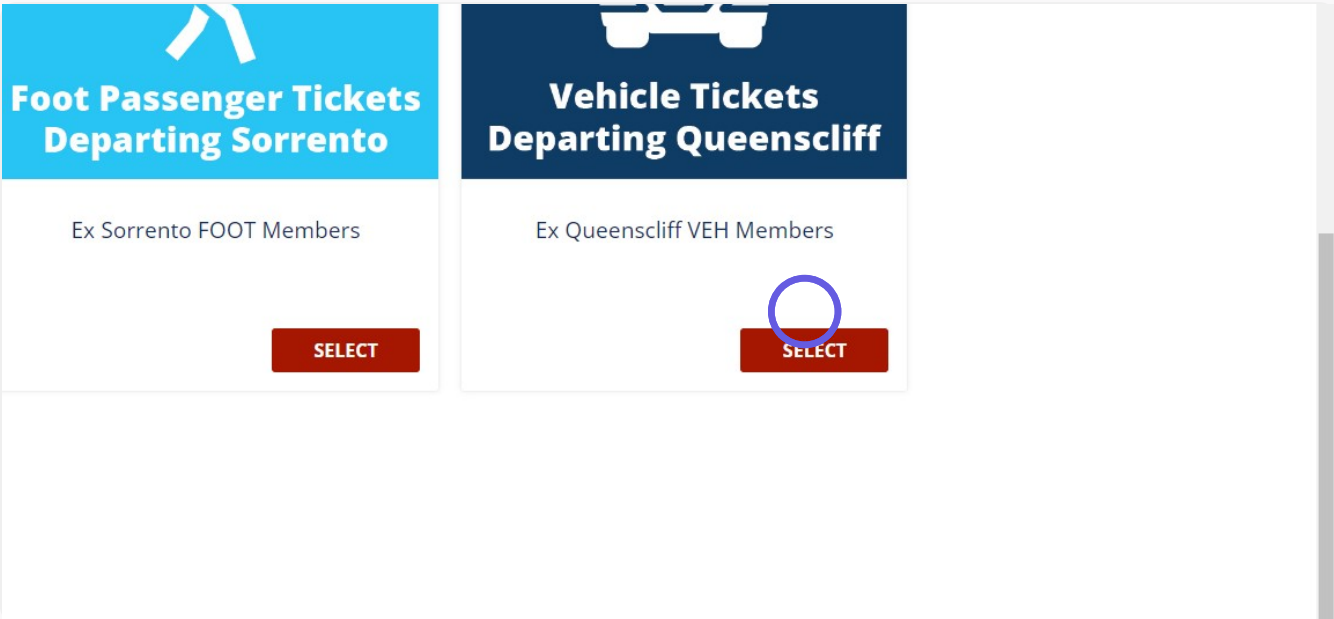 Foot Passenger Tickets
Departing Sorrento
Ex Sorrento FOOT Members
SELECT
Vehicle Tickets
Departing Queenscliff
Ex Queenscliff VEH Members
SELECT